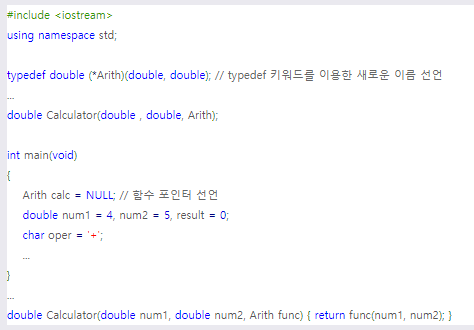 #include <iostream>
using namespace std;
typedef double (*Arith)(double, double); // typedef 키워드를 이용한 새로운 이름 선언
...
double Calculator(double , double, Arith);
int main(void)
{
Arith calc = NULL; // 함수 포인터 선언
double num1 = 4, num2 = 5, result = 0;
char oper = '+';
...
}
...
double Calculator(double num1, double num2, Arith func) { return func(num1, num2); }